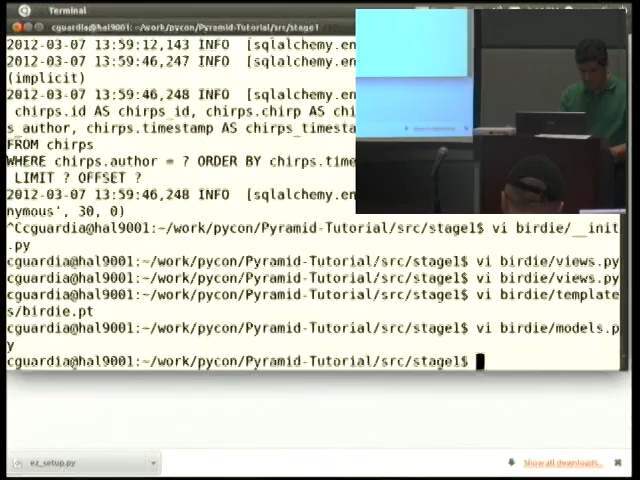 Terminal
cguardia@hal9001: ~/work/pycon/Pyramid-Tutorial/src/stage1
2012-03-07 13:59:12,143 INFO  [sqlalchemy.en
2012-03-07 13:59:46,247 INFO  [sqlalchemy.en
(implicit)
2012-03-07 13:59:46,248 INFO  [sqlalchemy.en
chirps.id AS chirps_id, chirps.chirp AS chi
s_author, chirps.timestamp AS chirps_timesta
FROM chirps
WHERE chirps.author = ? ORDER BY chirps.time
LIMIT ? OFFSET ?
2012-03-07 13:59:46,248 INFO  [sqlalchemy.en
nymous', 30, 0)
^Ccguardia@hal9001:~/work/pycon/Pyramid-Tutorial/src/stage1$ vi birdie/__init
.py
cguardia@hal9001:~/work/pycon/Pyramid-Tutorial/src/stage1$ vi birdie/views.py
cguardia@hal9001:~/work/pycon/Pyramid-Tutorial/src/stage1$ vi birdie/views.py
cguardia@hal9001:~/work/pycon/Pyramid-Tutorial/src/stage1$ vi birdie/template
s/birdie.pt
cguardia@hal9001:~/work/pycon/Pyramid-Tutorial/src/stage1$ vi birdie/models.p
y
cguardia@hal9001:~/work/pycon/Pyramid-Tutorial/src/stage1$
ez_setup.py
Show all downloads...